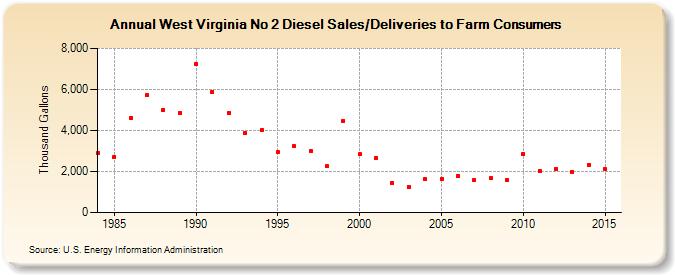 Annual West Virginia No 2 Diesel Sales/Deliveries to Farm Consumers
Thousand Gallons
8,000
6,000
4,000
2,000
0
1985 1990 1995 2000 2005 2010 2015
Source: U.S. Energy Information Administration